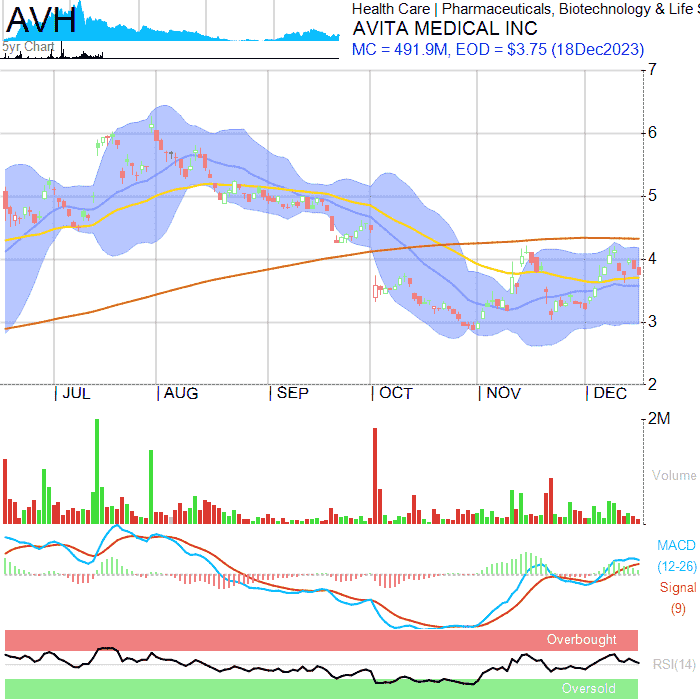 AVH
5yr Chart
Health Care | Pharmaceuticals, Biotechnology & Life S
AVITA MEDICAL INC
MC = 491.9M, EOD = $3.75 (18Dec2023)
7
6
5
4
3
2
| JUL | AUG | SEP | OCT | NOV | DEC
2M
Volume
MACD
(12-26)
Signal
(9)
Overbought
RSI(14)
Oversold